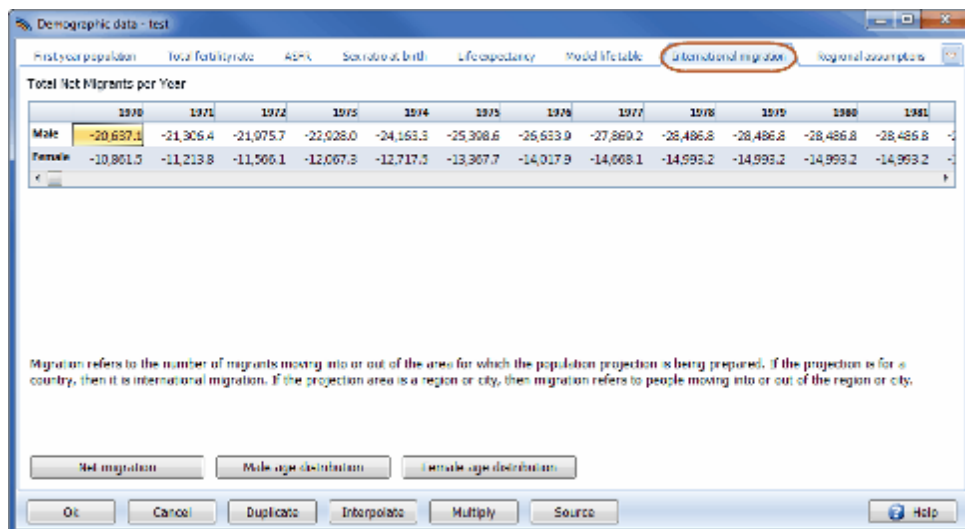 Demographic data - test
First year population Total fertility rate ASFR Sex ratio at birth Life expectancy Model life table International migration Regional assumptions
Total Net Migrants per Year
1970 1971 1972 1973 1974 1975 1976 1977 1978 1979 1980 1981
Male -20,637.1 -21,306.4 -21,975.7 -22,928.0 -24,163.3 -25,398.6 -26,633.9 -27,869.2 -28,486.8 -28,486.8 -28,486.8 -28,486.8 -2
Female -10,861.5 -11,213.8 -11,566.1 -12,067.3 -12,717.5 -13,367.7 -14,017.9 -14,668.1 -14,993.2 -14,993.2 -14,993.2 -14,993.2 -1
Migration refers to the number of migrants moving into or out of the area for which the population projection is being prepared. If the projection is for a
country, then it is international migration. If the projection area is a region or city, then migration refers to people moving into or out of the region or city.
Net migration Male age distribution Female age distribution
Ok Cancel Duplicate Interpolate Multiply Source Help